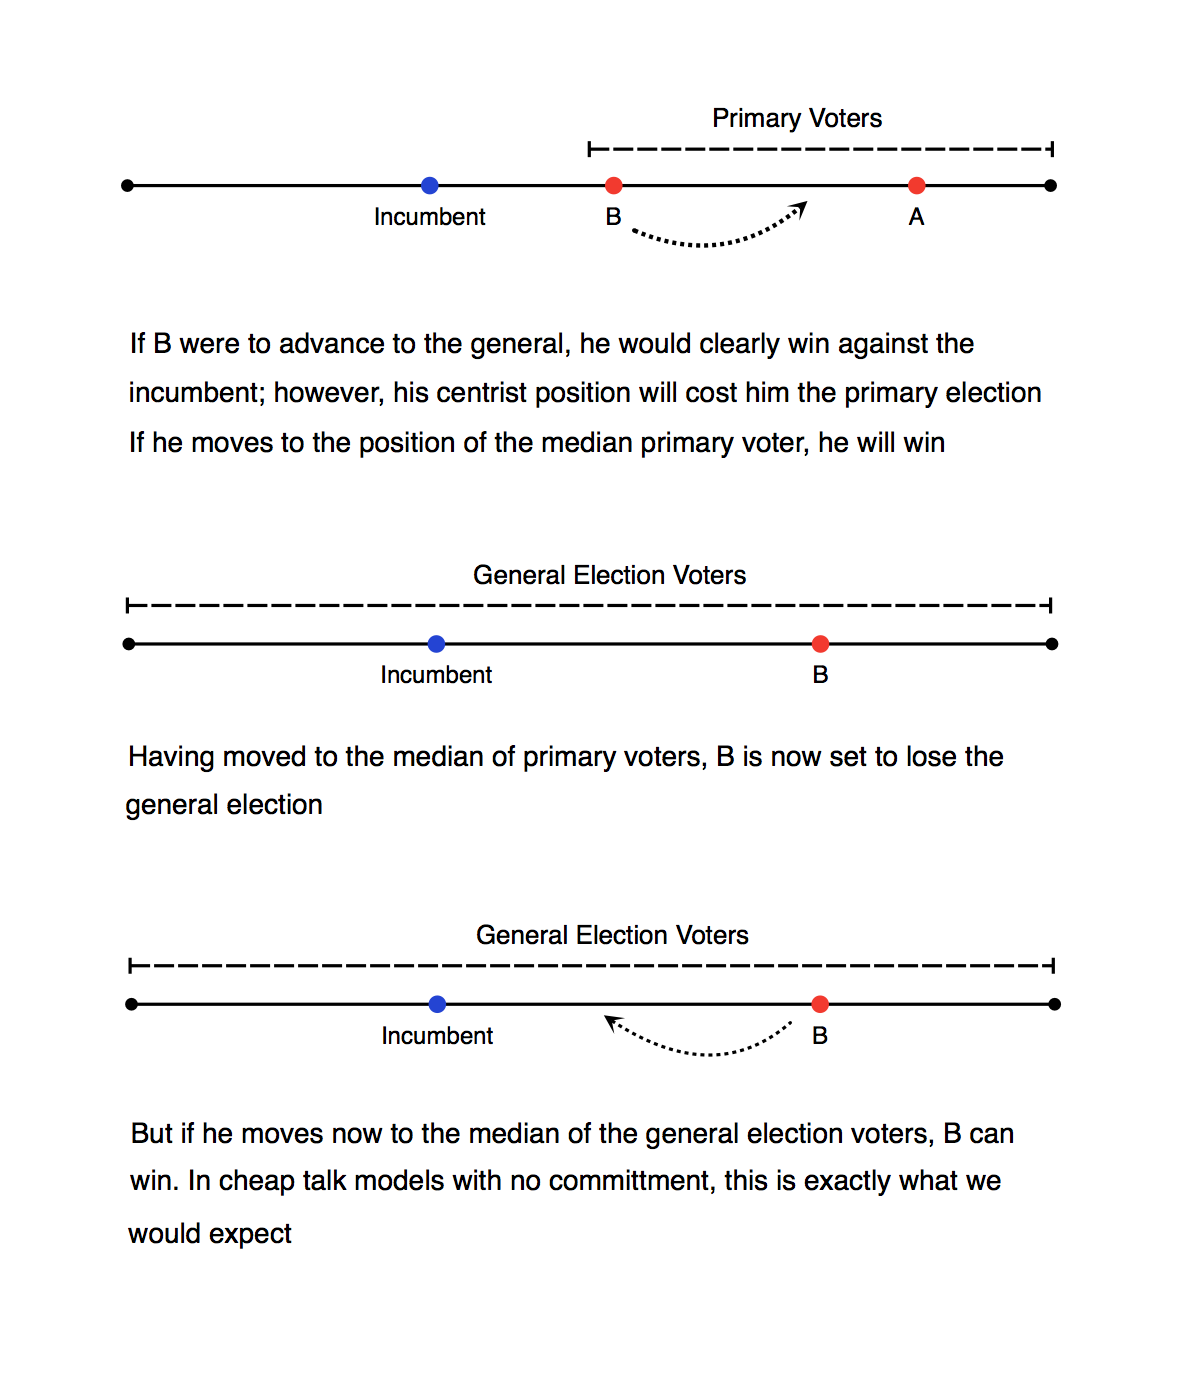 Primary Voters
Incumbent B A
If B were to advance to the general, he would clearly win against the
incumbent; however, his centrist position will cost him the primary election
If he moves to the position of the median primary voter, he will win
General Election Voters
Incumbent B
Having moved to the median of primary voters, B is now set to lose the
general election
General Election Voters
Incumbent B
But if he moves now to the median of the general election voters, B can
win. In cheap talk models with no committment, this is exactly what we
would expect